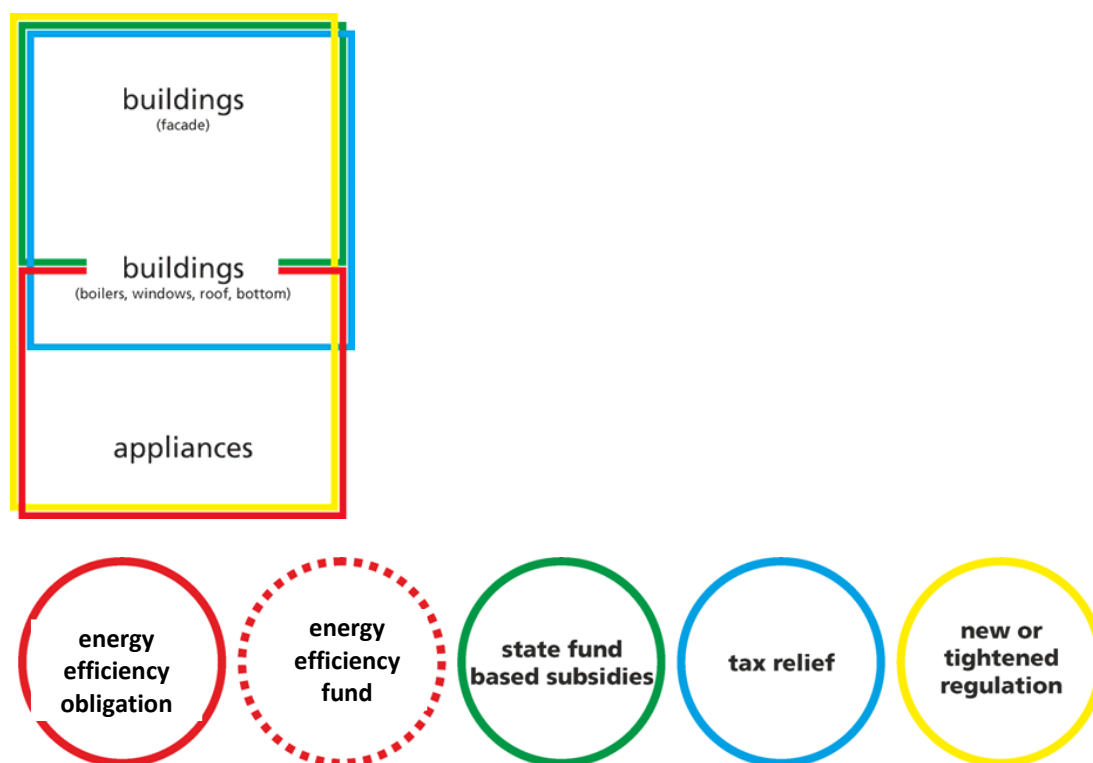 buildings
(facade)
buildings
(boilers, windows, roof, bottom)
appliances
energy
efficiency
obligation
energy
efficiency
fund
state fund
based subsidies
tax relief
new or
tightened
regulation